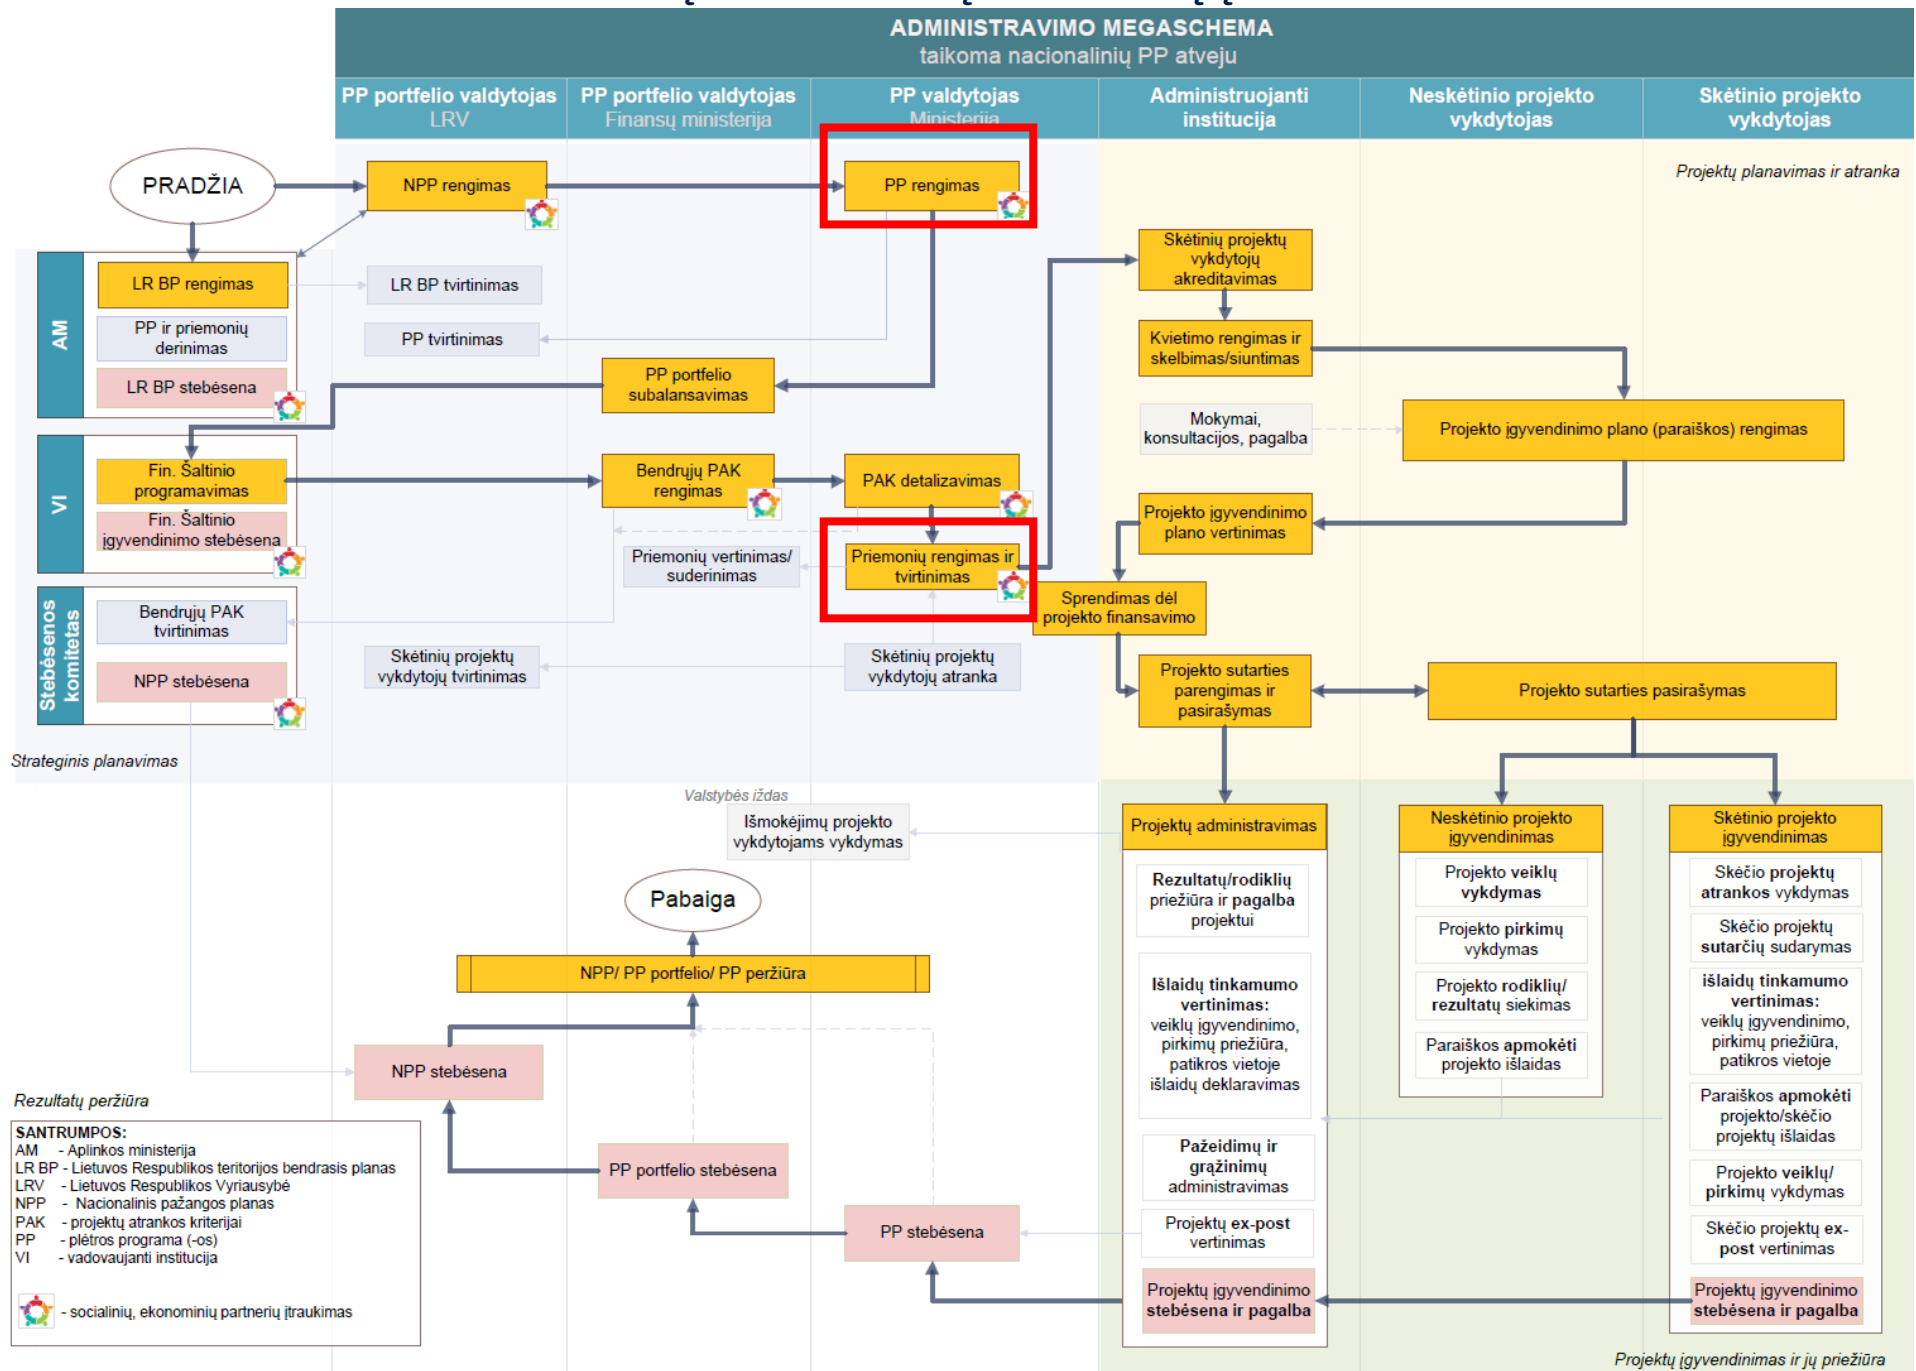 ADMINISTRAVIMO MEGASCHEMA
taikoma nacionalinių PP atveju
PP portfelio valdytojas
LRV
PP portfelio valdytojas
Finansų ministerija
PP valdytojas
Ministerija
Administruojanti
institucija
Neskėtinio projekto
vykdytojas
Skėtinio projekto
vykdytojas
Projektų planavimas ir atranka
PRADŽIA
NPP rengimas
PP rengimas
AM
LR BP rengimas
PP ir priemonių
derinimas
LR BP stebėsena
LR BP tvirtinimas
PP tvirtinimas
PP portfelio
subalansavimas
Skėtinių projektų
vykdytojų
akreditavimas
Kvietimo rengimas ir
skelbimas/siuntimas
Mokymai,
konsultacijos, pagalba
Projekto įgyvendinimo plano (paraiškos) rengimas
VI
Fin. Šaltinio
programavimas
Fin. Šaltinio
įgyvendinimo stebėsena
Bendrųjų PAK
rengimas
PAK detalizavimas
Projekto įgyvendinimo
plano vertinimas
Priemonių vertinimas/
suderinimas
Priemonių rengimas ir
tvirtinimas
Sprendimas dėl
projekto finansavimo
Stebėsenos
komitetas
Bendrųjų PAK
tvirtinimas
NPP stebėsena
Skėtinių projektų
vykdytojų tvirtinimas
Skėtinių projektų
vykdytojų atranka
Projekto sutarties
parengimas ir
pasirašymas
Projekto sutarties pasirašymas
Strateginis planavimas
Valstybės iždas
Išmokėjimų projekto
vykdytojams vykdymas
Projektų administravimas
Rezultatų/rodiklių
priežiūra ir pagalba
projektui
Išlaidų tinkamumo
vertinimas:
veiklų įgyvendinimo,
pirkimų priežiūra,
patikros vietoje
išlaidų deklaravimas
Pažeidimų ir
grąžinimų
administravimas
Projektų ex-post
vertinimas
Projektų įgyvendinimo
stebėsena ir pagalba
Neskėtinio projekto
įgyvendinimas
Projekto veiklų
vykdymas
Projekto pirkimų
vykdymas
Projekto rodiklių/
rezultatų siekimas
Paraiškos apmokėti
projekto išlaidas
Skėtinio projekto
įgyvendinimas
Skėčio projektų
atrankos vykdymas
Skėčio projektų
sutarčių sudarymas
išlaidų tinkamumo
vertinimas:
veiklų įgyvendinimo,
pirkimų priežiūra,
patikros vietoje
Paraiškos apmokėti
projekto/skėčio
projektų išlaidas
Projekto veiklų/
pirkimų vykdymas
Skėčio projektų ex-
post vertinimas
Projektų įgyvendinimo
stebėsena ir pagalba
Pabaiga
NPP/ PP portfelio/ PP peržiūra
NPP stebėsena
PP portfelio stebėsena
PP stebėsena
Rezultatų peržiūra
SANTRUMPOS:
AM - Aplinkos ministerija
LR BP - Lietuvos Respublikos teritorijos bendrasis planas
LRV - Lietuvos Respublikos Vyriausybė
NPP - Nacionalinis pažangos planas
PAK - projektų atrankos kriterijai
PP - plėtros programa (-os)
VI - vadovaujanti institucija
- socialinių, ekonominių partnerių įtraukimas
Projektų įgyvendinimas ir jų priežiūra